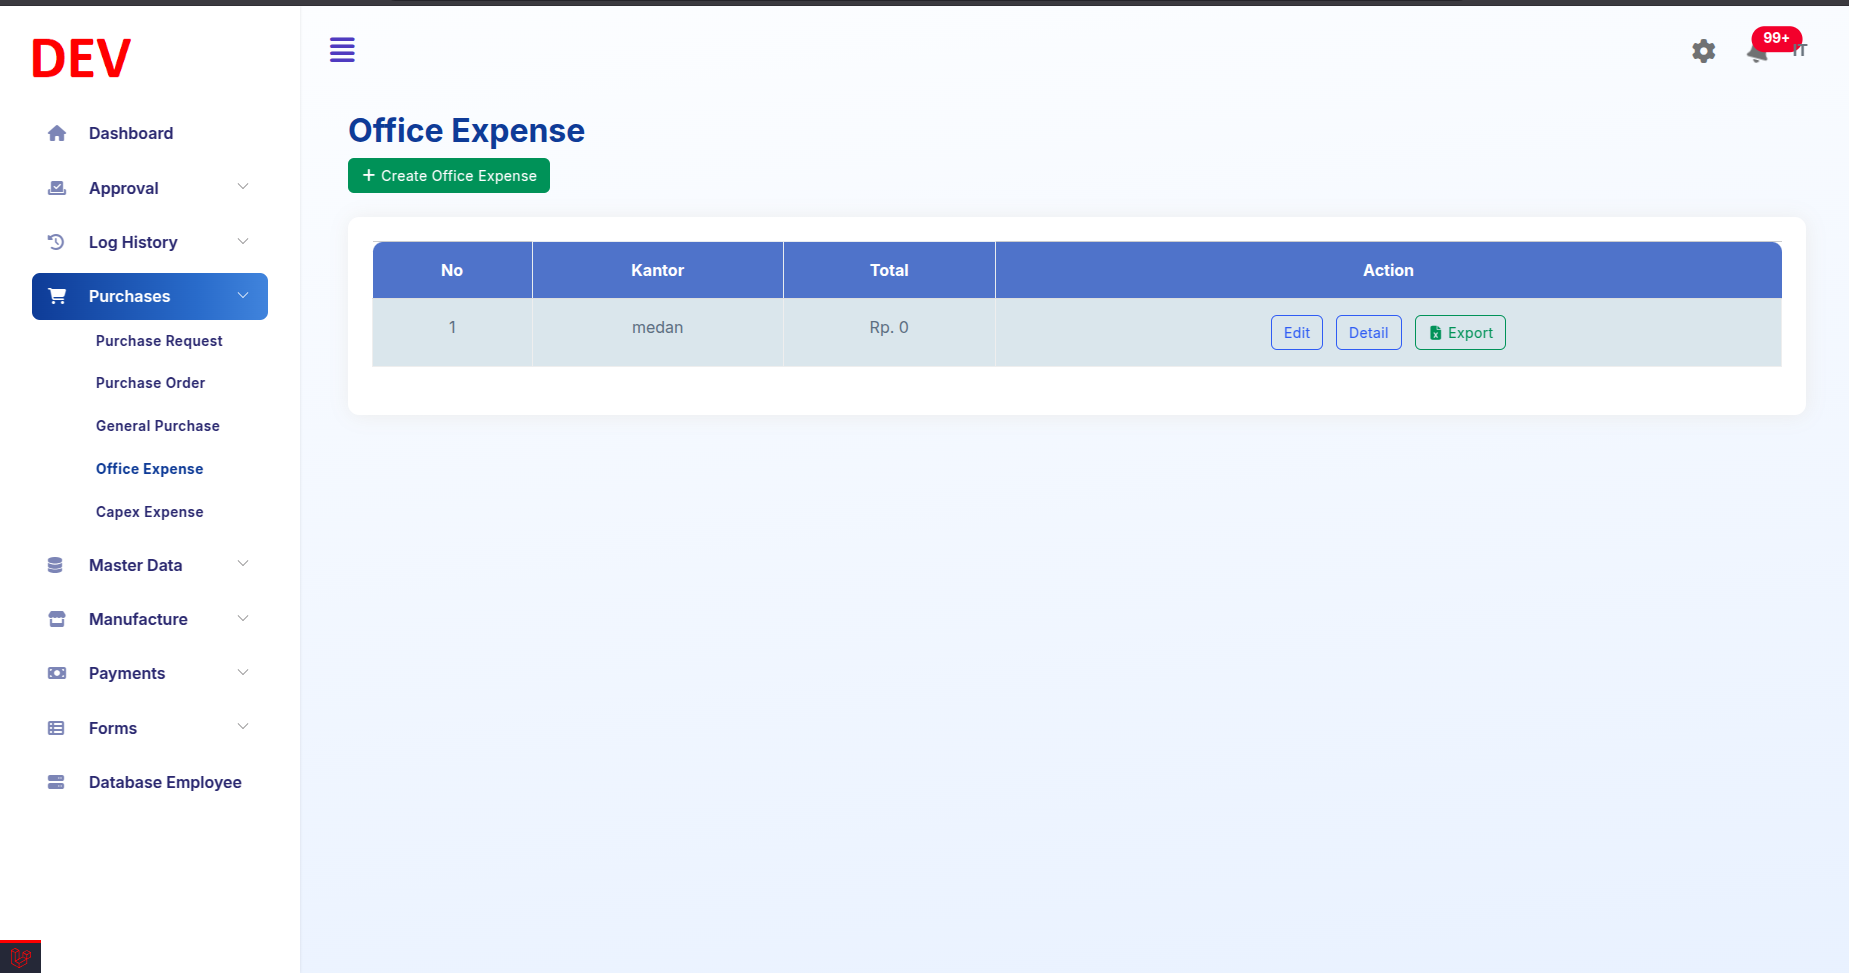 DEV
99+
IT
Dashboard
Approval
Log History
Purchases
Purchase Request
Purchase Order
General Purchase
Office Expense
Capex Expense
Master Data
Manufacture
Payments
Forms
Database Employee
Office Expense
+ Create Office Expense
No Kantor Total Action
1 medan Rp. 0 Edit Detail Export